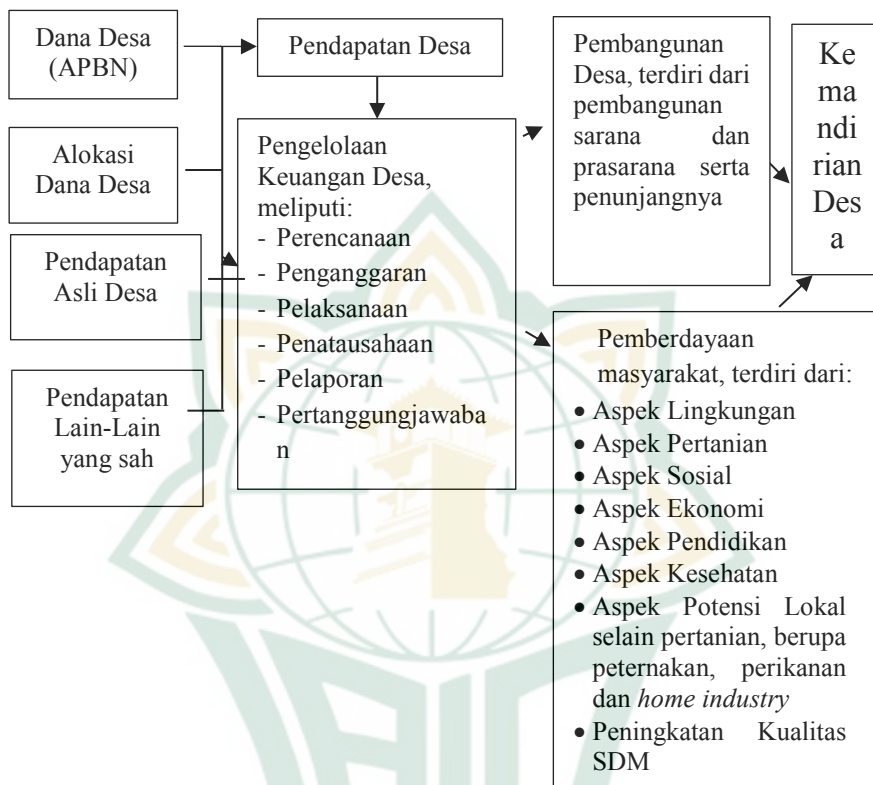 Dana Desa
(APBN)
Alokasi
Dana Desa
Pendapatan
Asli Desa
Pendapatan
Lain-Lain
yang sah
Pendapatan Desa
Pengelolaan
Keuangan Desa,
meliputi:
- Perencanaan
- Penganggaran
- Pelaksanaan
- Penatausahaan
- Pelaporan
- Pertanggungjawaba
n
Pembangunan
Desa, terdiri dari
pembangunan
sarana dan
prasarana serta
penunjangnya
Pemberdayaan
masyarakat, terdiri dari:
• Aspek Lingkungan
• Aspek Pertanian
• Aspek Sosial
• Aspek Ekonomi
• Aspek Pendidikan
• Aspek Kesehatan
• Aspek Potensi Lokal
selain pertanian, berupa
peternakan, perikanan
dan home industry
• Peningkatan Kualitas
SDM
Ke
ma
ndi
rian
Des
a